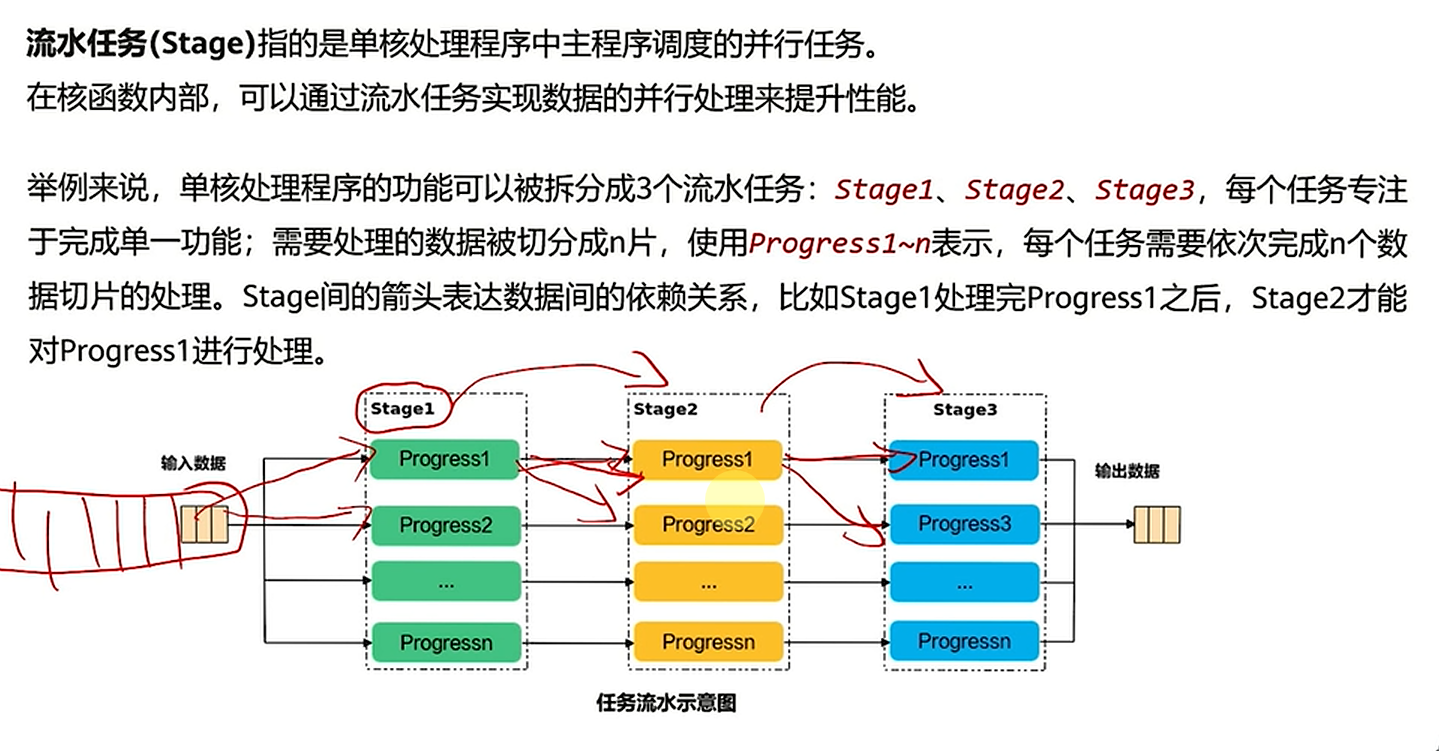 流水任务(Stage)指的是单核处理程序中主程序调度的并行任务。
在核函数内部，可以通过流水任务实现数据的并行处理来提升性能。
举例来说，单核处理程序的功能可以被拆分成3个流水任务：Stage1、Stage2、Stage3，每个任务专注
于完成单一功能；需要处理的数据被切分成n片，使用Progress1~n表示，每个任务需要依次完成n个数
据切片的处理。Stage间的箭头表达数据间的依赖关系，比如Stage1处理完Progress1之后，Stage2才能
对Progress1进行处理。
Stage1
Stage2
Stage3
输入数据
Progress1
Progress1
Progress1
输出数据
Progress2
Progress2
Progress3
...
...
...
Progressn
Progressn
Progressn
任务流水示意图